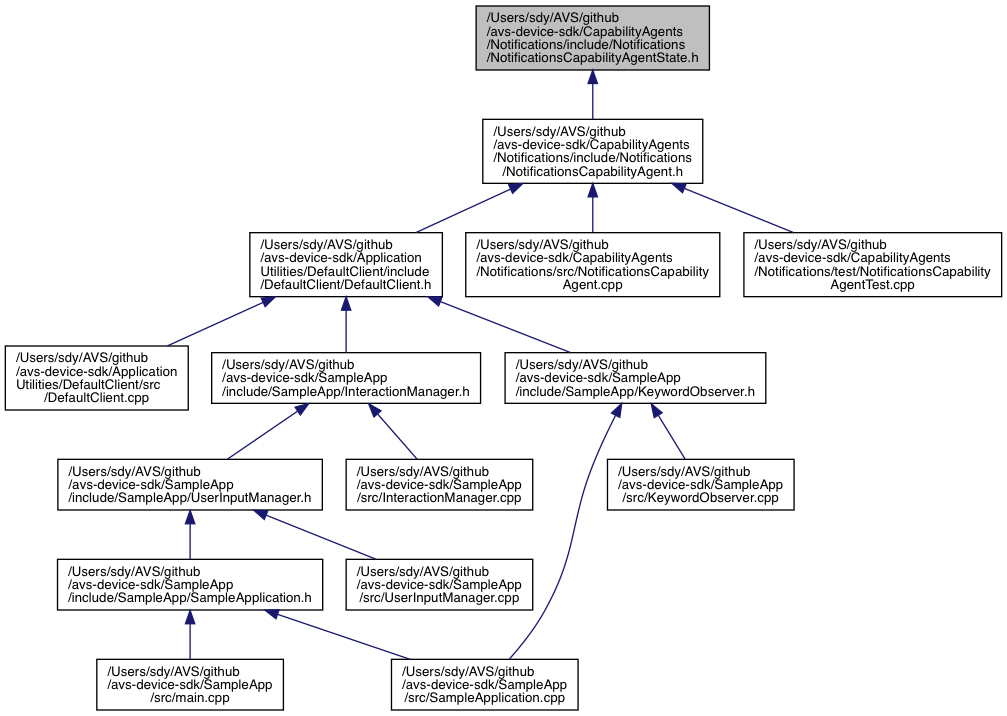 /Users/sdy/AVS/github
/avs-device-sdk/CapabilityAgents
/Notifications/include/Notifications
/NotificationsCapabilityAgentState.h
/Users/sdy/AVS/github
/avs-device-sdk/CapabilityAgents
/Notifications/include/Notifications
/NotificationsCapabilityAgent.h
/Users/sdy/AVS/github
/avs-device-sdk/Application
Utilities/DefaultClient/include
/DefaultClient/DefaultClient.h
/Users/sdy/AVS/github
/avs-device-sdk/CapabilityAgents
/Notifications/src/NotificationsCapability
Agent.cpp
/Users/sdy/AVS/github
/avs-device-sdk/CapabilityAgents
/Notifications/test/NotificationsCapability
AgentTest.cpp
/Users/sdy/AVS/github
/avs-device-sdk/Application
Utilities/DefaultClient/src
/DefaultClient.cpp
/Users/sdy/AVS/github
/avs-device-sdk/SampleApp
/include/SampleApp/InteractionManager.h
/Users/sdy/AVS/github
/avs-device-sdk/SampleApp
/include/SampleApp/KeywordObserver.h
/Users/sdy/AVS/github
/avs-device-sdk/SampleApp
/include/SampleApp/UserInputManager.h
/Users/sdy/AVS/github
/avs-device-sdk/SampleApp
/src/InteractionManager.cpp
/Users/sdy/AVS/github
/avs-device-sdk/SampleApp
/src/KeywordObserver.cpp
/Users/sdy/AVS/github
/avs-device-sdk/SampleApp
/include/SampleApp/SampleApplication.h
/Users/sdy/AVS/github
/avs-device-sdk/SampleApp
/src/UserInputManager.cpp
/Users/sdy/AVS/github
/avs-device-sdk/SampleApp
/src/main.cpp
/Users/sdy/AVS/github
/avs-device-sdk/SampleApp
/src/SampleApplication.cpp